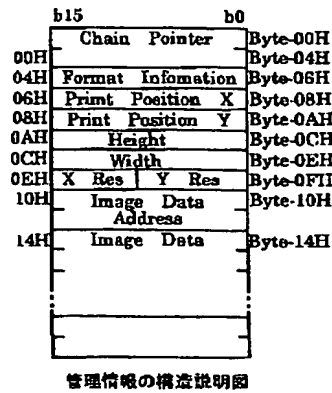 b15 b0
Chain Pointer Byte-00H
00H Byte-04H
04H Format Infomation Byte-06H
06H Print Position X Byte-08H
08H Print Position Y Byte-0AH
0AH Height Byte-0CH
0CH Width Byte-0EH
0EH X Res Y Res Byte-0FH
10H Image Data Byte-10H
Address
14H Image Data Byte-14H
管理情報の構造説明図